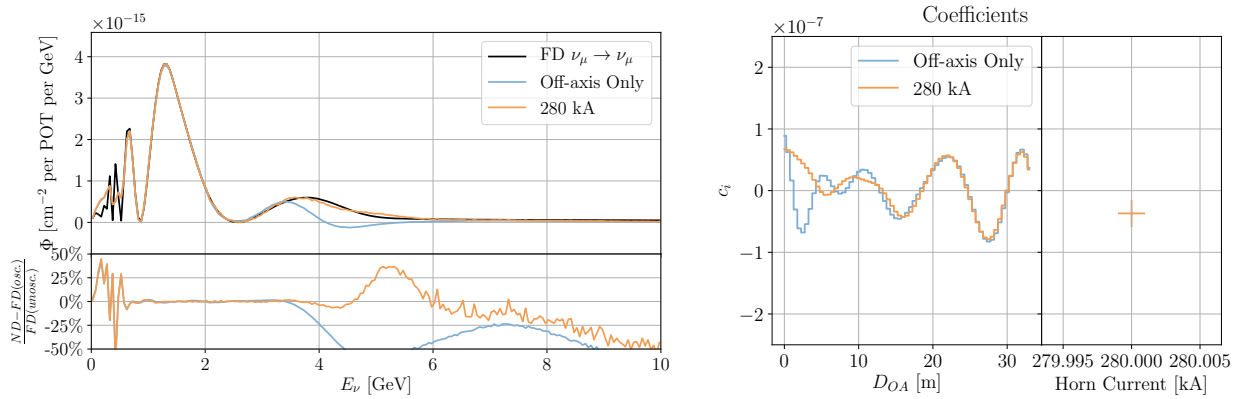 ×10⁻¹⁵
Φ [cm⁻² per POT per GeV]
4
3
2
1
0
FD νμ → νμ
Off-axis Only
280 kA
ND−FD(osc.)
FD(unosc.)
50%
25%
0%
-25%
-50%
0 2 4 6 8 10
Eν [GeV]
Coefficients
×10⁻⁷
cᵢ
2
1
0
−1
−2
Off-axis Only
280 kA
0 10 20 30
D_OA [m]
279.995 280.000 280.005
Horn Current [kA]